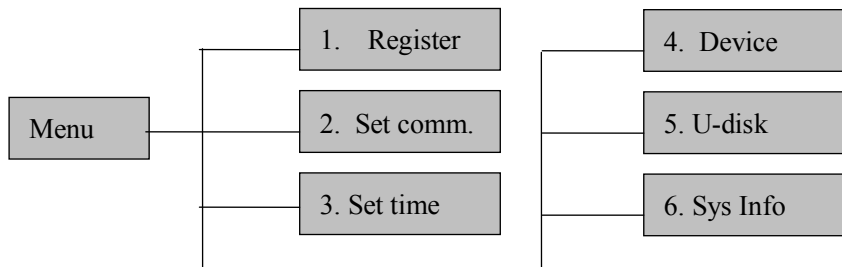 Menu
1. Register
2. Set comm.
3. Set time
4. Device
5. U-disk
6. Sys Info